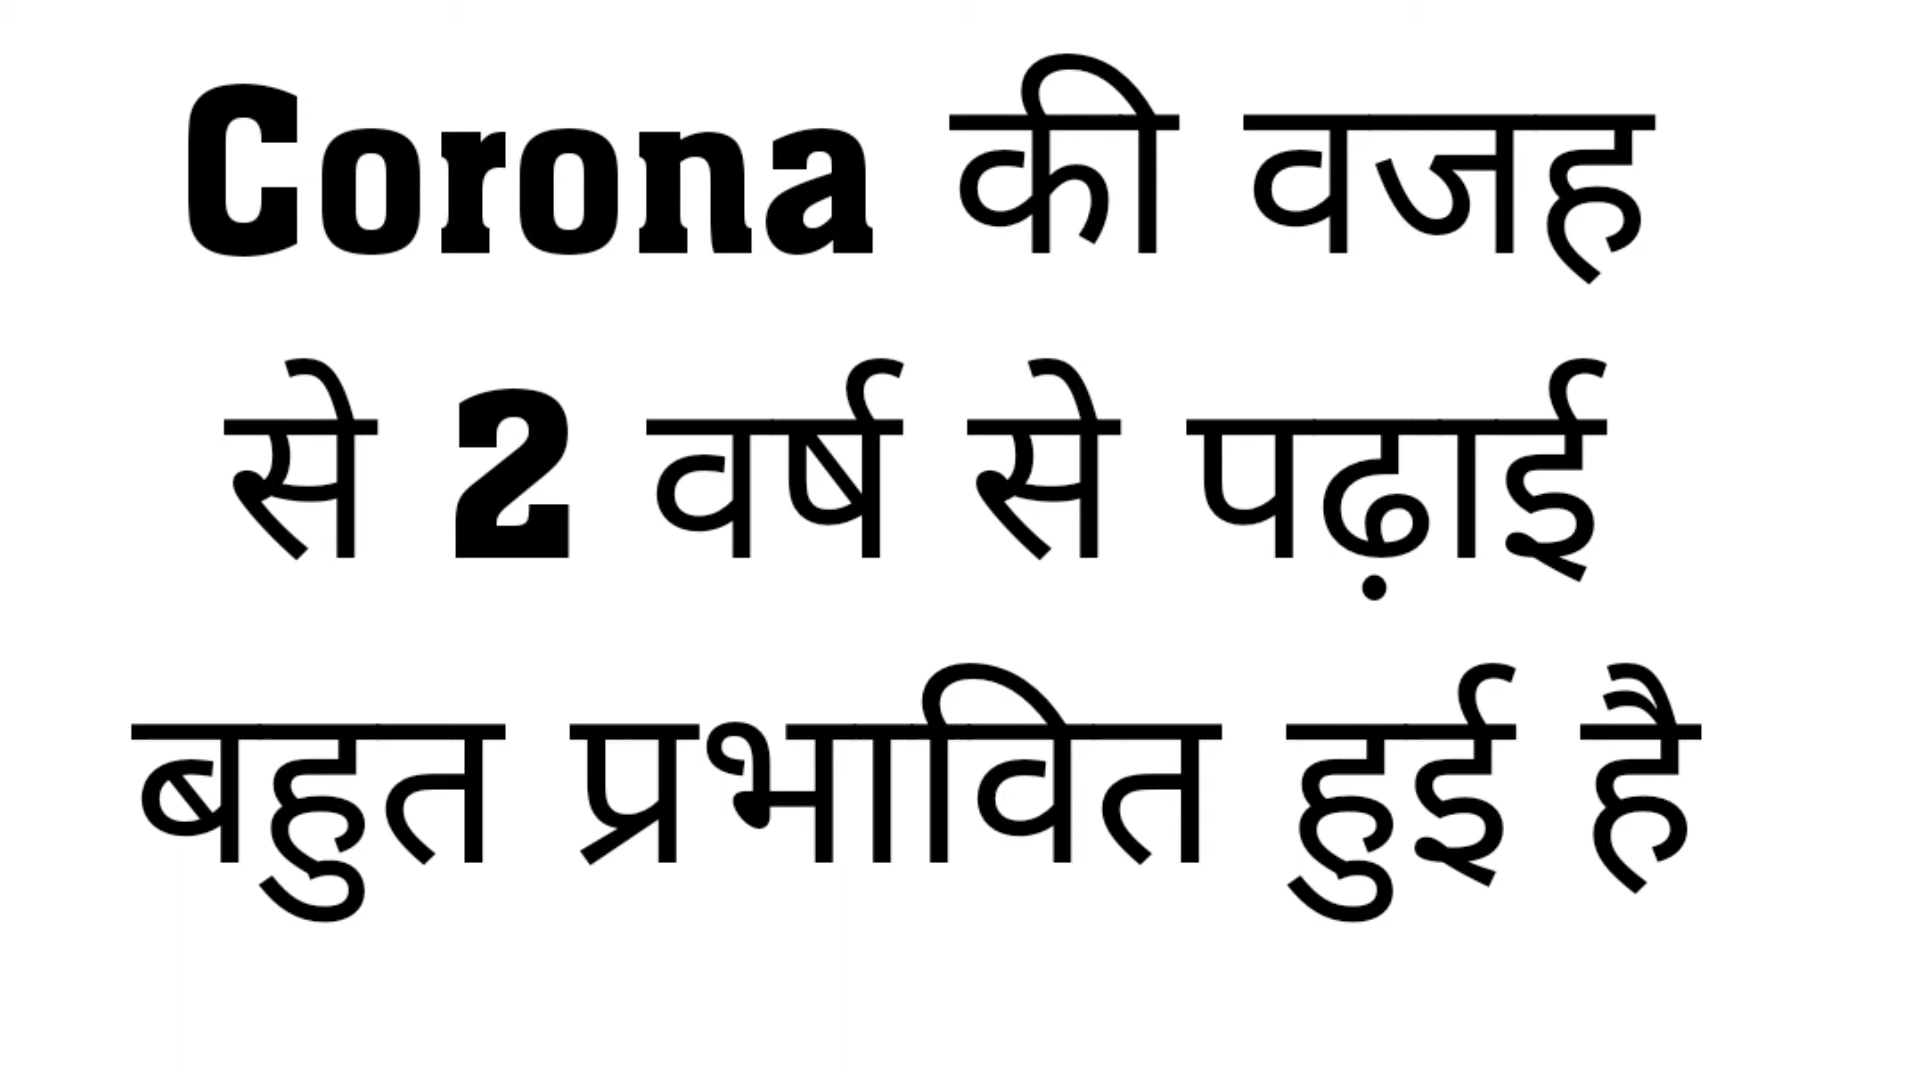 Corona की वजह
से 2 वर्ष से पढ़ाई
बहुत प्रभावित हुई है